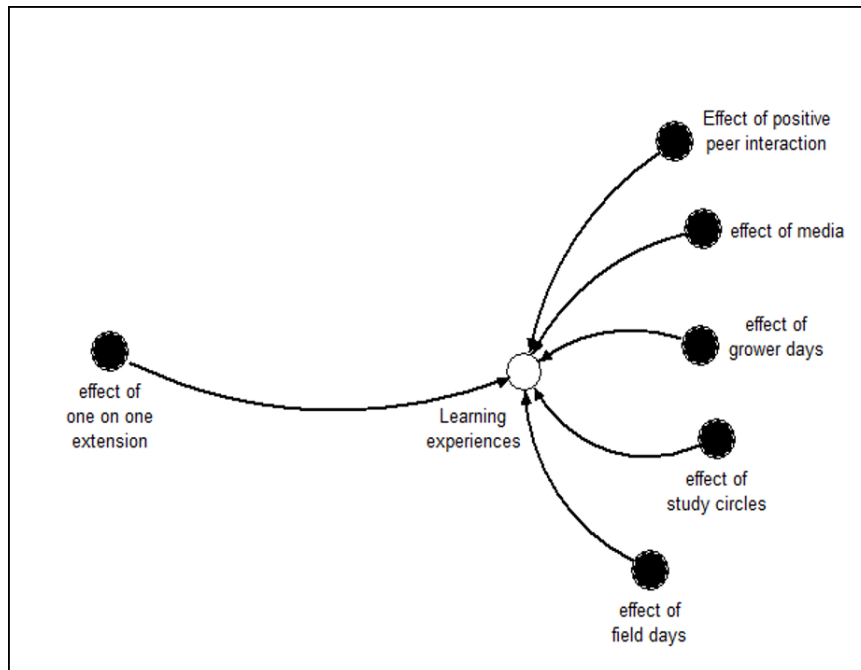 Effect of positive
peer interaction
effect of media
effect of
grower days
effect of
one on one
extension
Learning
experiences
effect of
study circles
effect of
field days